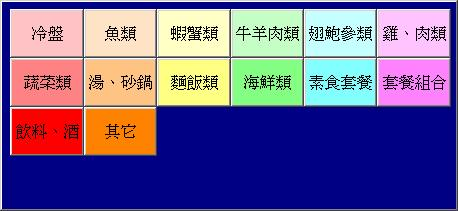 冷盤 魚類 蝦蟹類 牛羊肉類 翅鮑參類 雞、肉類
蔬菜類 湯、砂鍋 麵飯類 海鮮類 素食套餐 套餐組合
飲料、酒 其它